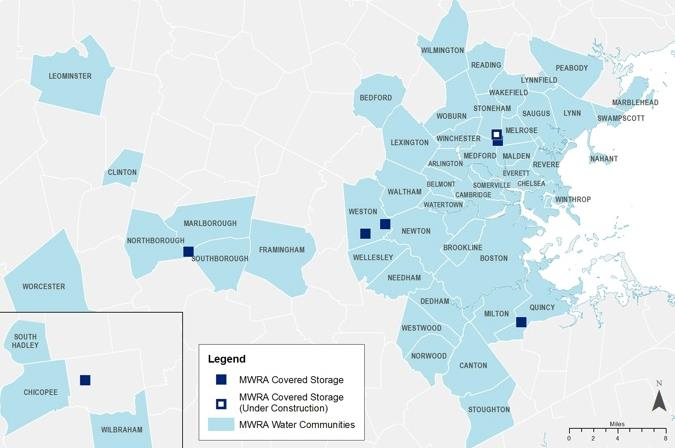 WILMINGTON
READING
PEABODY
LEOMINSTER
LYNNFIELD
WAKEFIELD
BEDFORD
MARBLEHEAD
STONEHAM
SAUGUS
LYNN
WOBURN
SWAMPSCOTT
MELROSE
WINCHESTER
LEXINGTON
MEDFORD
MALDEN
NAHANT
ARLINGTON
REVERE
CLINTON
EVERETT
BELMONT
SOMERVILLE
CHELSEA
WALTHAM
CAMBRIDGE
WINTHROP
WATERTOWN
WESTON
MARLBOROUGH
NEWTON
NORTHBOROUGH
BROOKLINE
FRAMINGHAM
SOUTHBOROUGH
WELLESLEY
BOSTON
NEEDHAM
WORCESTER
DEDHAM
QUINCY
MILTON
WESTWOOD
NORWOOD
CANTON
STOUGHTON
SOUTH
HADLEY
CHICOPEE
WILBRAHAM
Legend
MWRA Covered Storage
MWRA Covered Storage
(Under Construction)
MWRA Water Communities
N
Miles
0 2 4 8